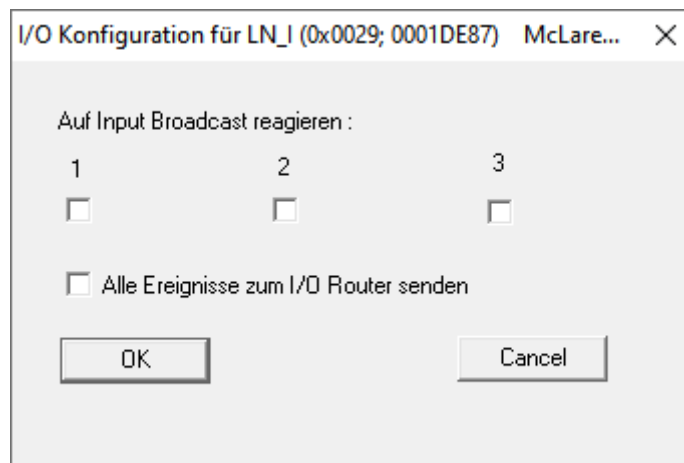 I/O Konfiguration für LN_I (0x0029; 0001DE87) McLare...
Auf Input Broadcast reagieren :
1 2 3
Alle Ereignisse zum I/O Router senden
OK Cancel